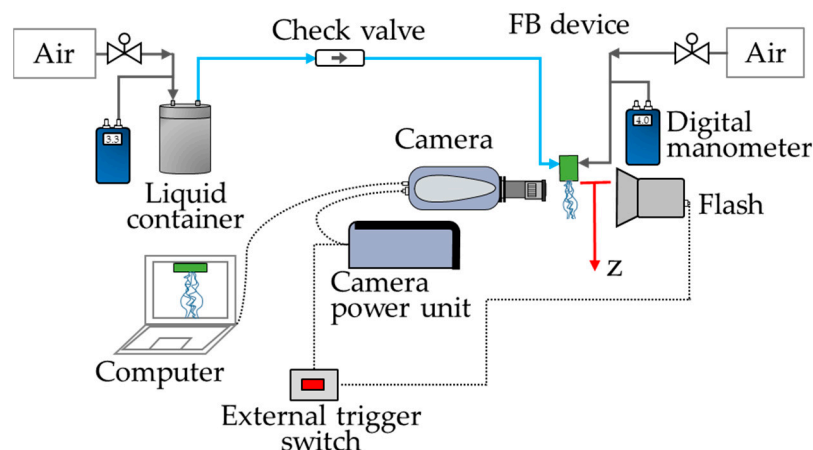 Check valve
FB device
Air
Air
3.3
4.0
Digital
manometer
Camera
Liquid
container
Flash
z
Camera
power unit
Computer
External trigger
switch